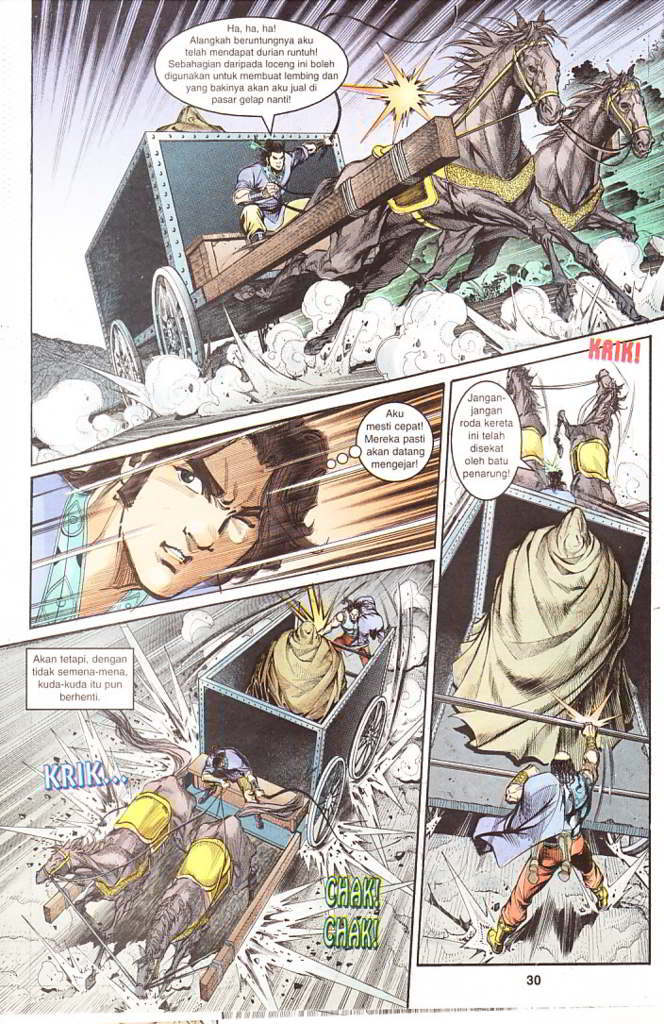 Ha, ha, ha!
Alangkah beruntungnya aku
telah mendapat durian runtuh!
Sebahagian daripada loceng ini boleh
digunakan untuk membuat lembing dan
yang bakinya akan aku jual di
pasar gelap nanti!
Aku
mesti cepat!
Mereka pasti
akan datang
mengejar!
KRIK!
Jangan-
jangan
roda kereta
ini telah
disekat
oleh batu
penarung!
Akan tetapi, dengan
tidak semena-mena,
kuda-kuda itu pun
berhenti.
KRIK...
CHAK!
CHAK!
30